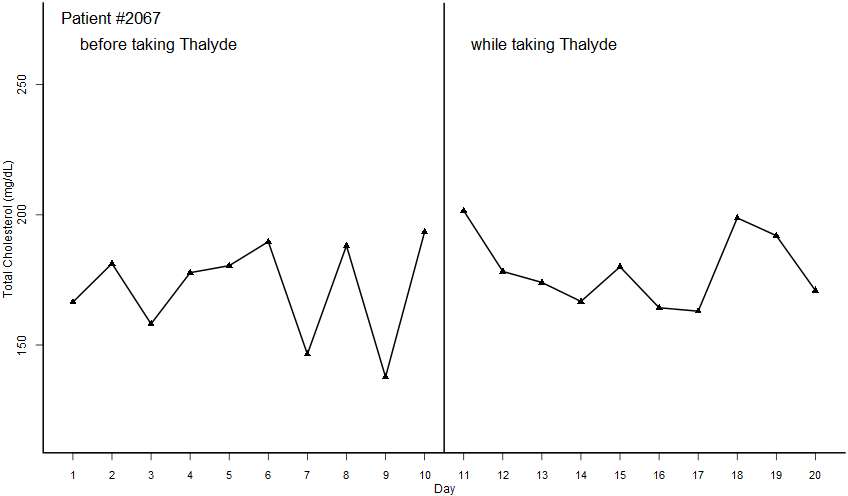 Patient #2067
before taking Thalyde
while taking Thalyde
250
200
150
Total Cholesterol (mg/dL)
1 2 3 4 5 6 7 8 9 10 11 12 13 14 15 16 17 18 19 20
Day